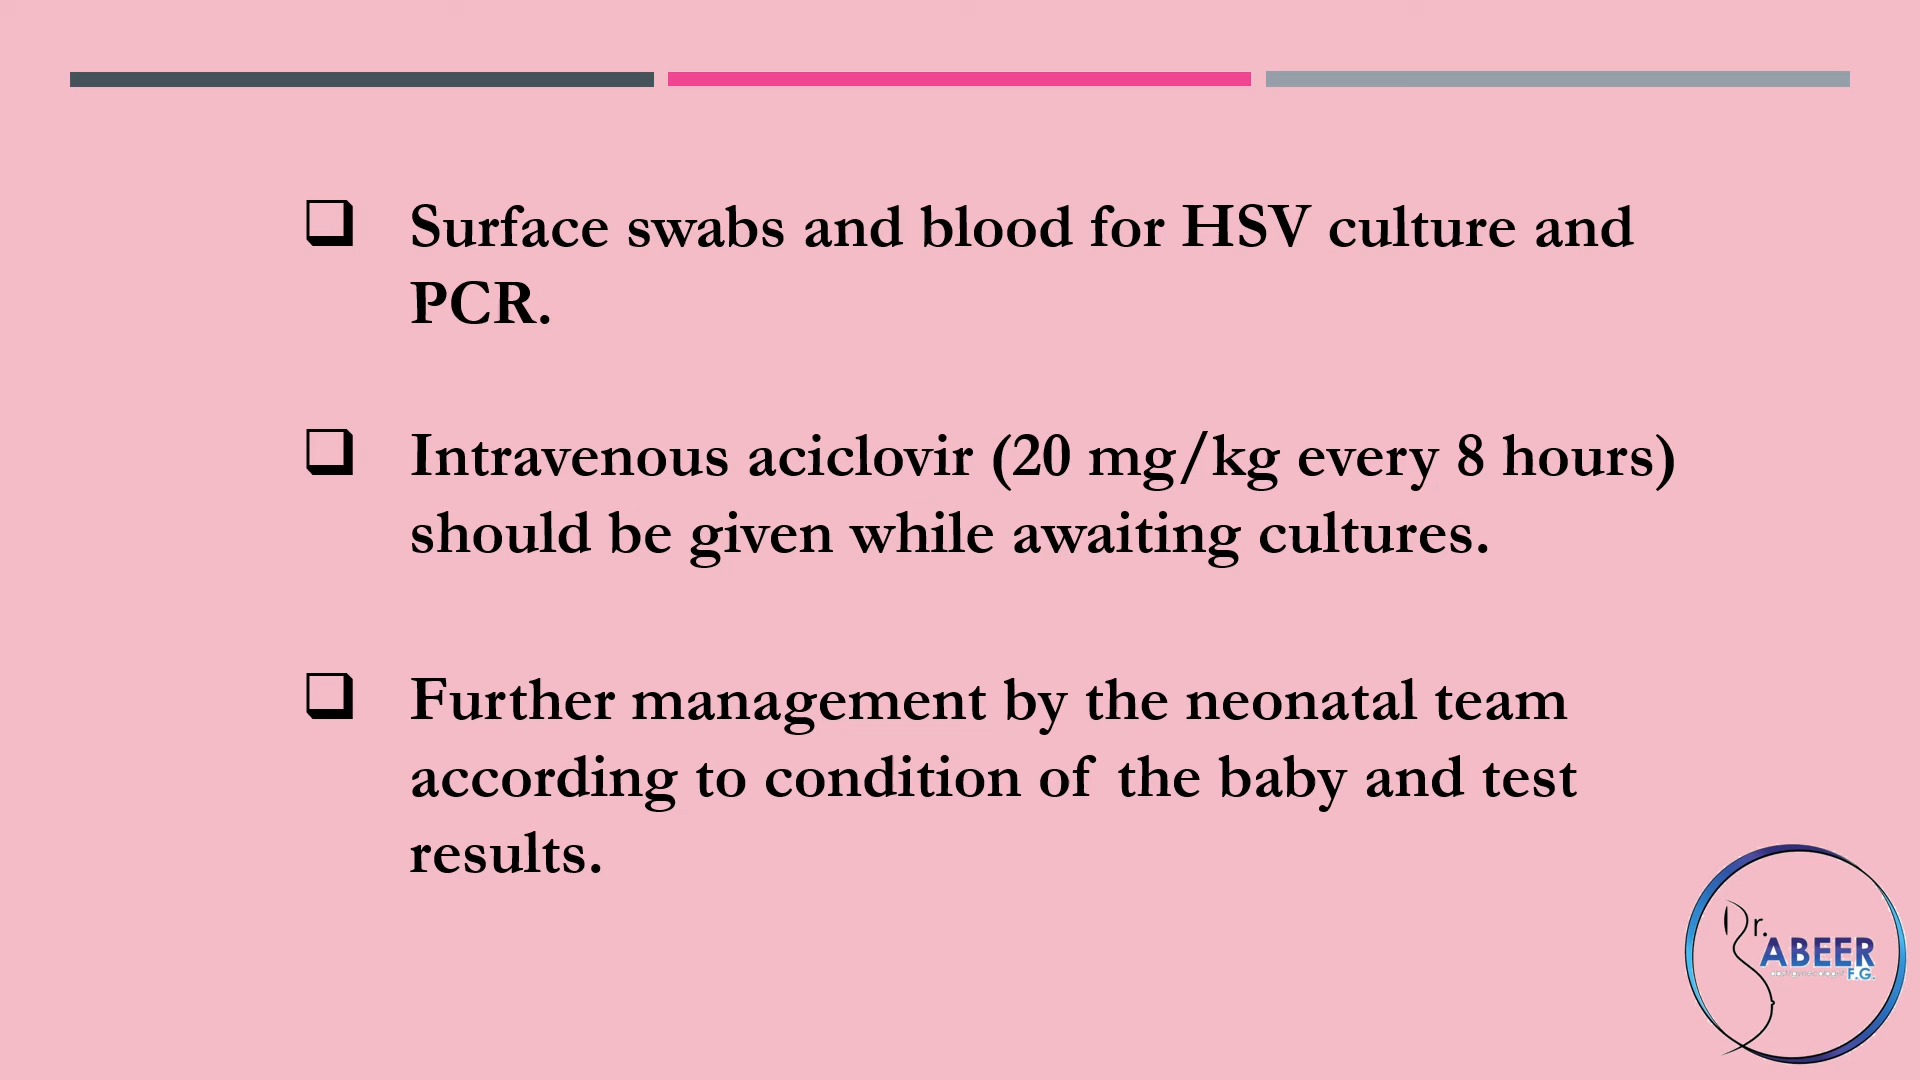 Surface swabs and blood for HSV culture and
PCR.
Intravenous aciclovir (20 mg/kg every 8 hours)
should be given while awaiting cultures.
Further management by the neonatal team
according to condition of the baby and test
results.
Dr.
ABEER
F.G.